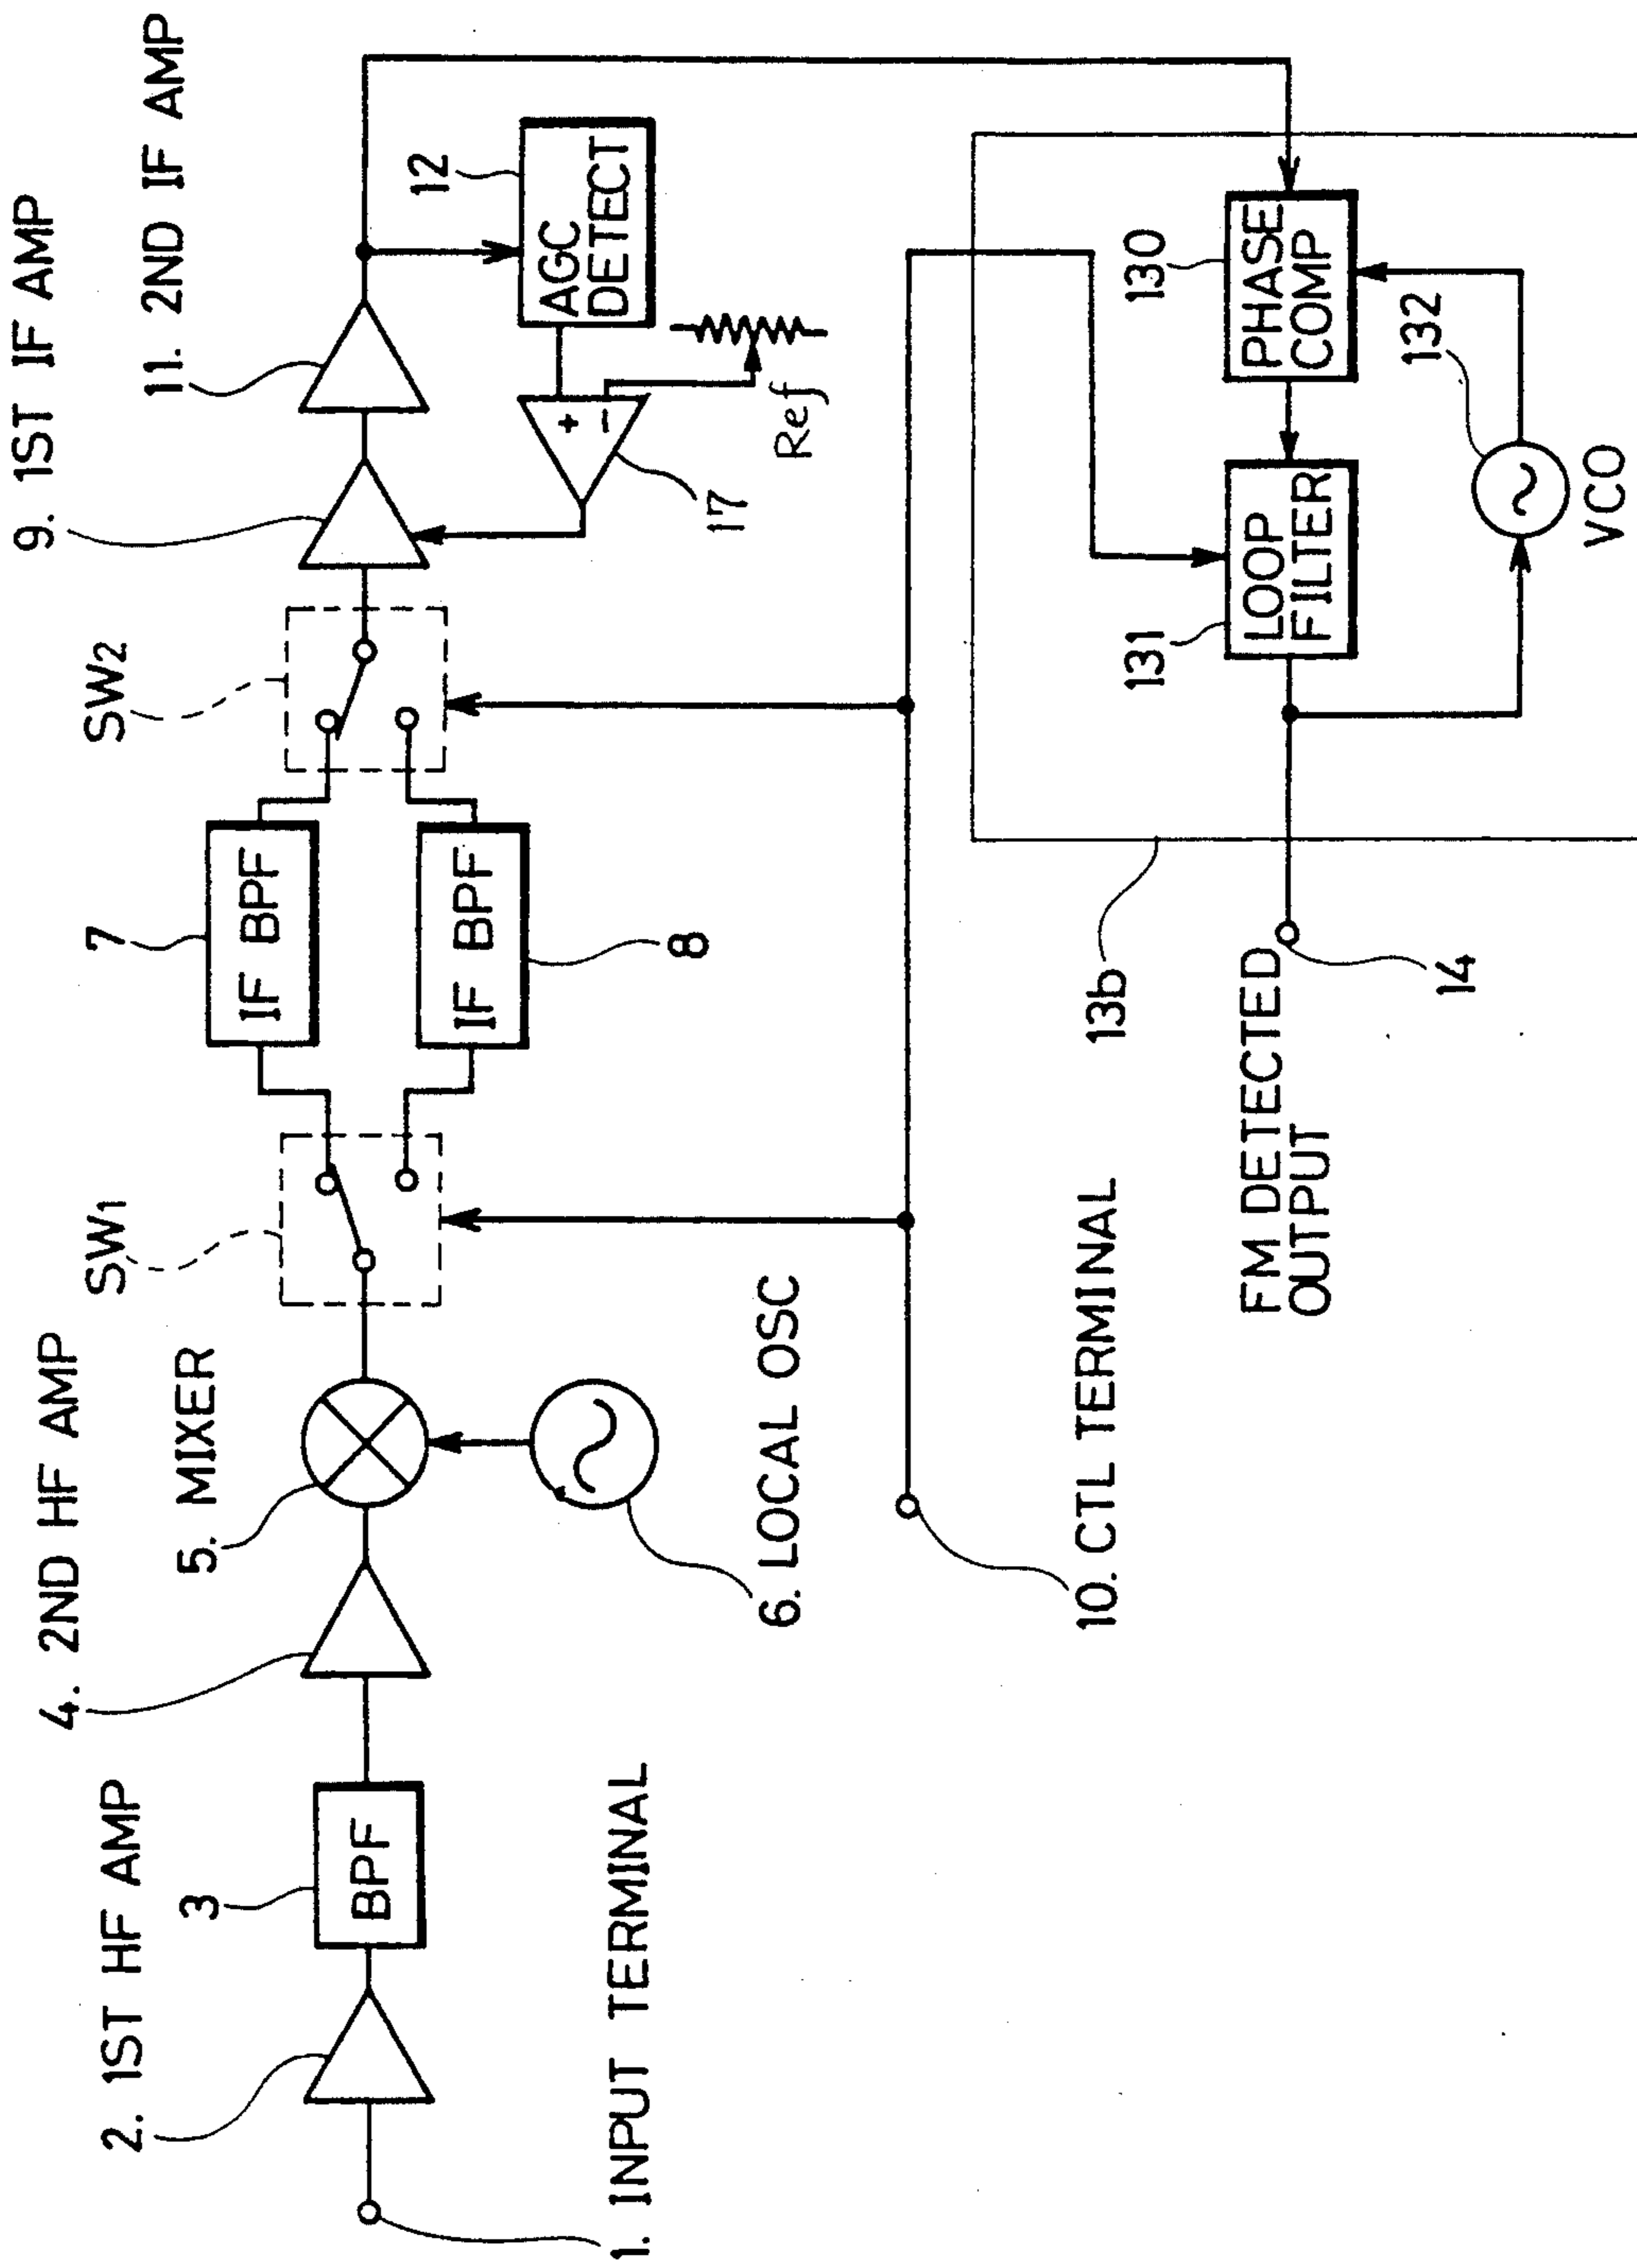 2. 1ST HF AMP
4. 2ND HF AMP
9. 1ST IF AMP
11. 2ND IF AMP
3
5. MIXER
SW1
7
SW2
BPF
IF BPF
IF BPF
8
12
AGC
DETECT
+
−
17
Ref
1. INPUT TERMINAL
6. LOCAL OSC
10. CTL TERMINAL
13b
131
130
LOOP
FILTER
PHASE
COMP
132
VCO
FM DETECTED
OUTPUT
14